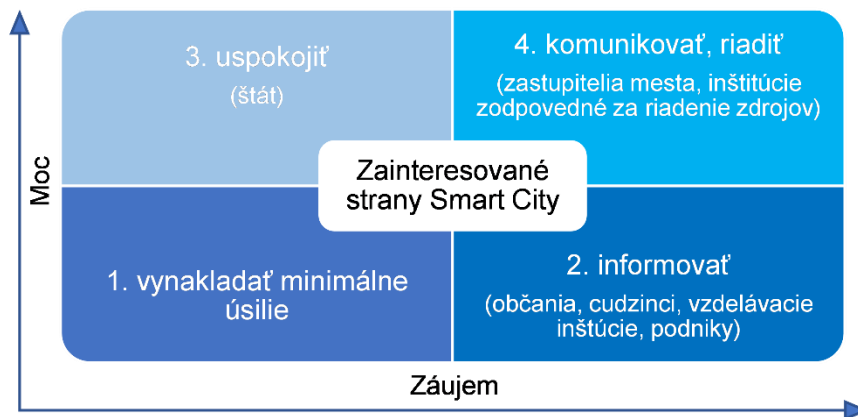 3. uspokojiť
(štát)
4. komunikovať, riadiť
(zastupitelia mesta, inštitúcie
zodpovedné za riadenie zdrojov)
Zainteresované
strany Smart City
Moc
1. vynakladať minimálne
úsilie
2. informovať
(občania, cudzinci, vzdelávacie
inštúcie, podniky)
Záujem